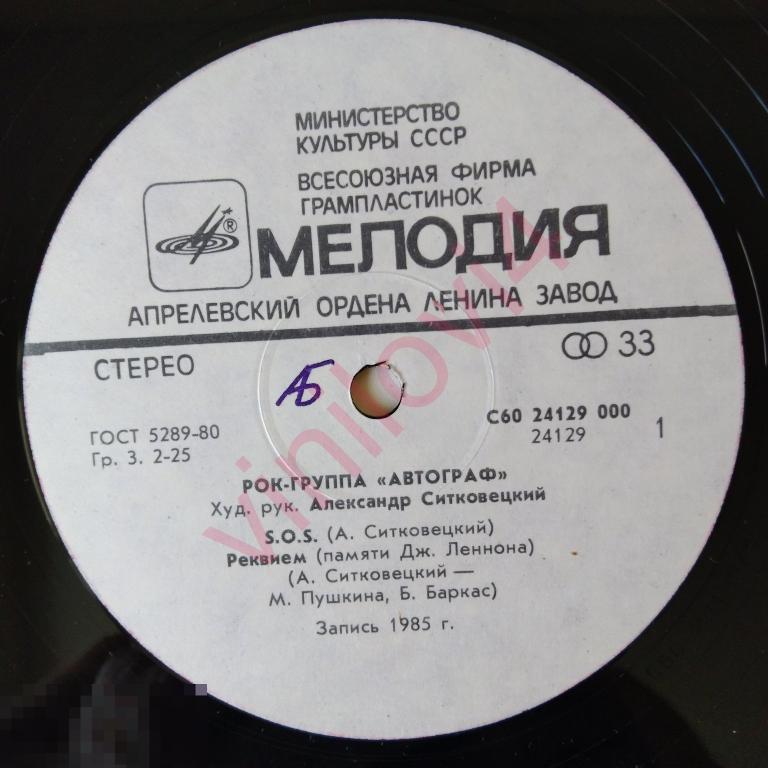 МИНИСТЕРСТВО
КУЛЬТУРЫ СССР
ВСЕСОЮЗНАЯ ФИРМА
ГРАМПЛАСТИНОК
®
МЕЛОДИЯ
АПРЕЛЕВСКИЙ ОРДЕНА ЛЕНИНА ЗАВОД
СТЕРЕО
33
АБ
ГОСТ 5289-80
Гр. 3. 2-25
С60 24129 000
24129
1
РОК-ГРУППА «АВТОГРАФ»
Худ. рук. Александр Ситковецкий
S.O.S. (А. Ситковецкий)
Реквием (памяти Дж. Леннона)
(А. Ситковецкий —
М. Пушкина, Б. Баркас)
Запись 1985 г.
vinilovi4